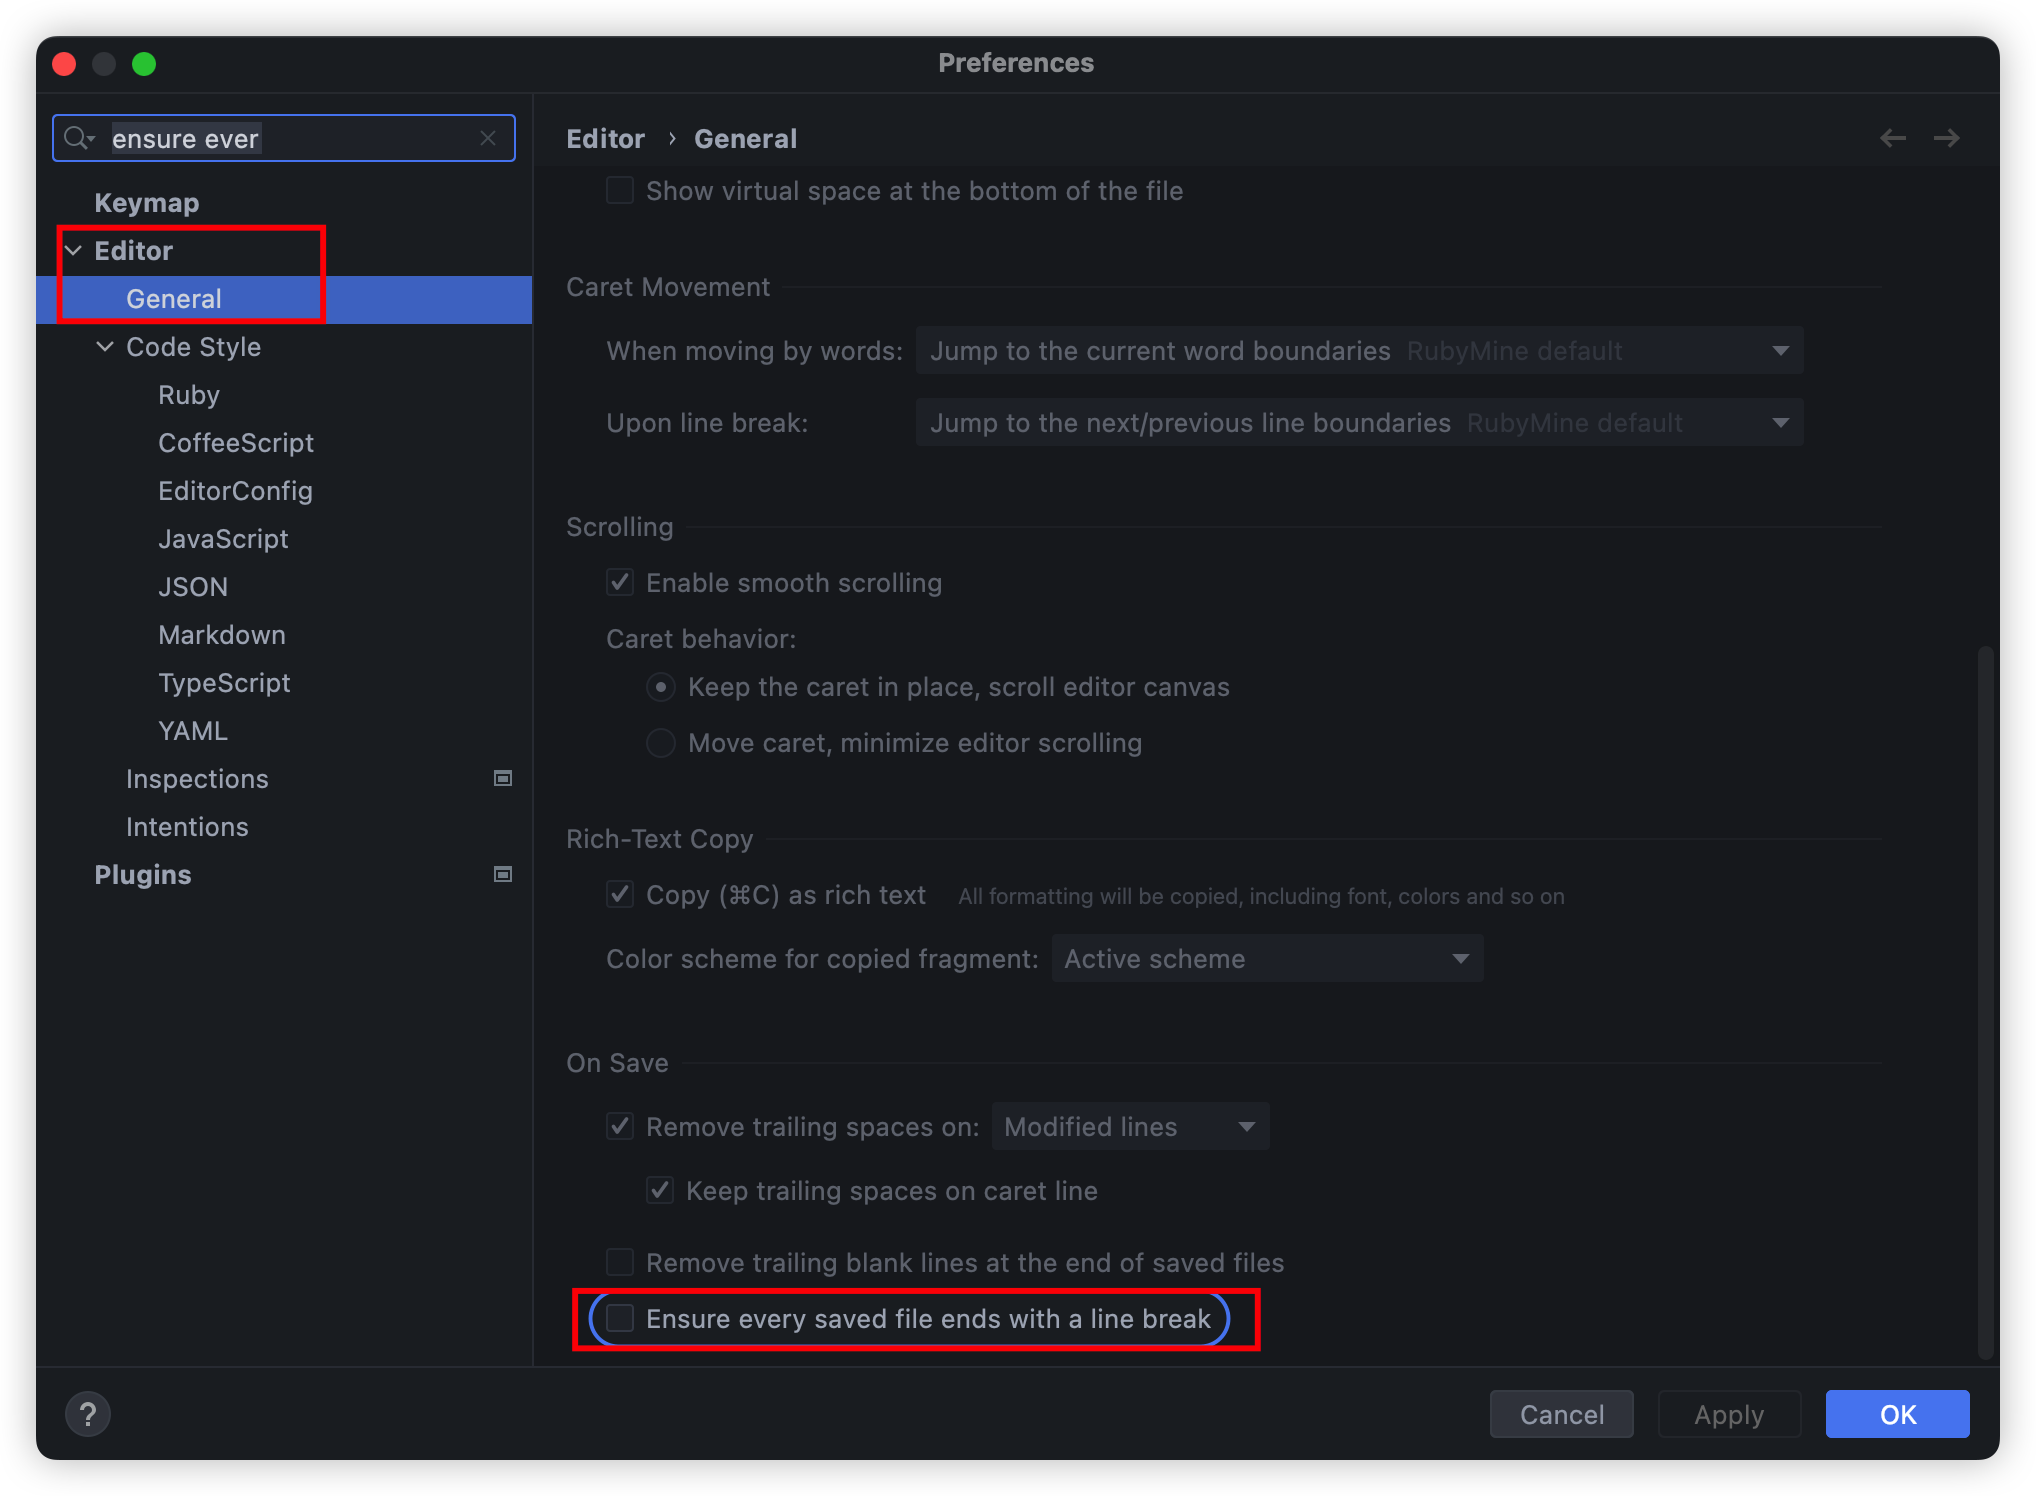 Preferences
ensure ever
Keymap
Editor
General
Code Style
Ruby
CoffeeScript
EditorConfig
JavaScript
JSON
Markdown
TypeScript
YAML
Inspections
Intentions
Plugins
Editor › General
Show virtual space at the bottom of the file
Caret Movement
When moving by words: Jump to the current word boundaries RubyMine default
Upon line break: Jump to the next/previous line boundaries RubyMine default
Scrolling
Enable smooth scrolling
Caret behavior:
Keep the caret in place, scroll editor canvas
Move caret, minimize editor scrolling
Rich-Text Copy
Copy (⌘C) as rich text All formatting will be copied, including font, colors and so on
Color scheme for copied fragment: Active scheme
On Save
Remove trailing spaces on: Modified lines
Keep trailing spaces on caret line
Remove trailing blank lines at the end of saved files
Ensure every saved file ends with a line break
? Cancel Apply OK